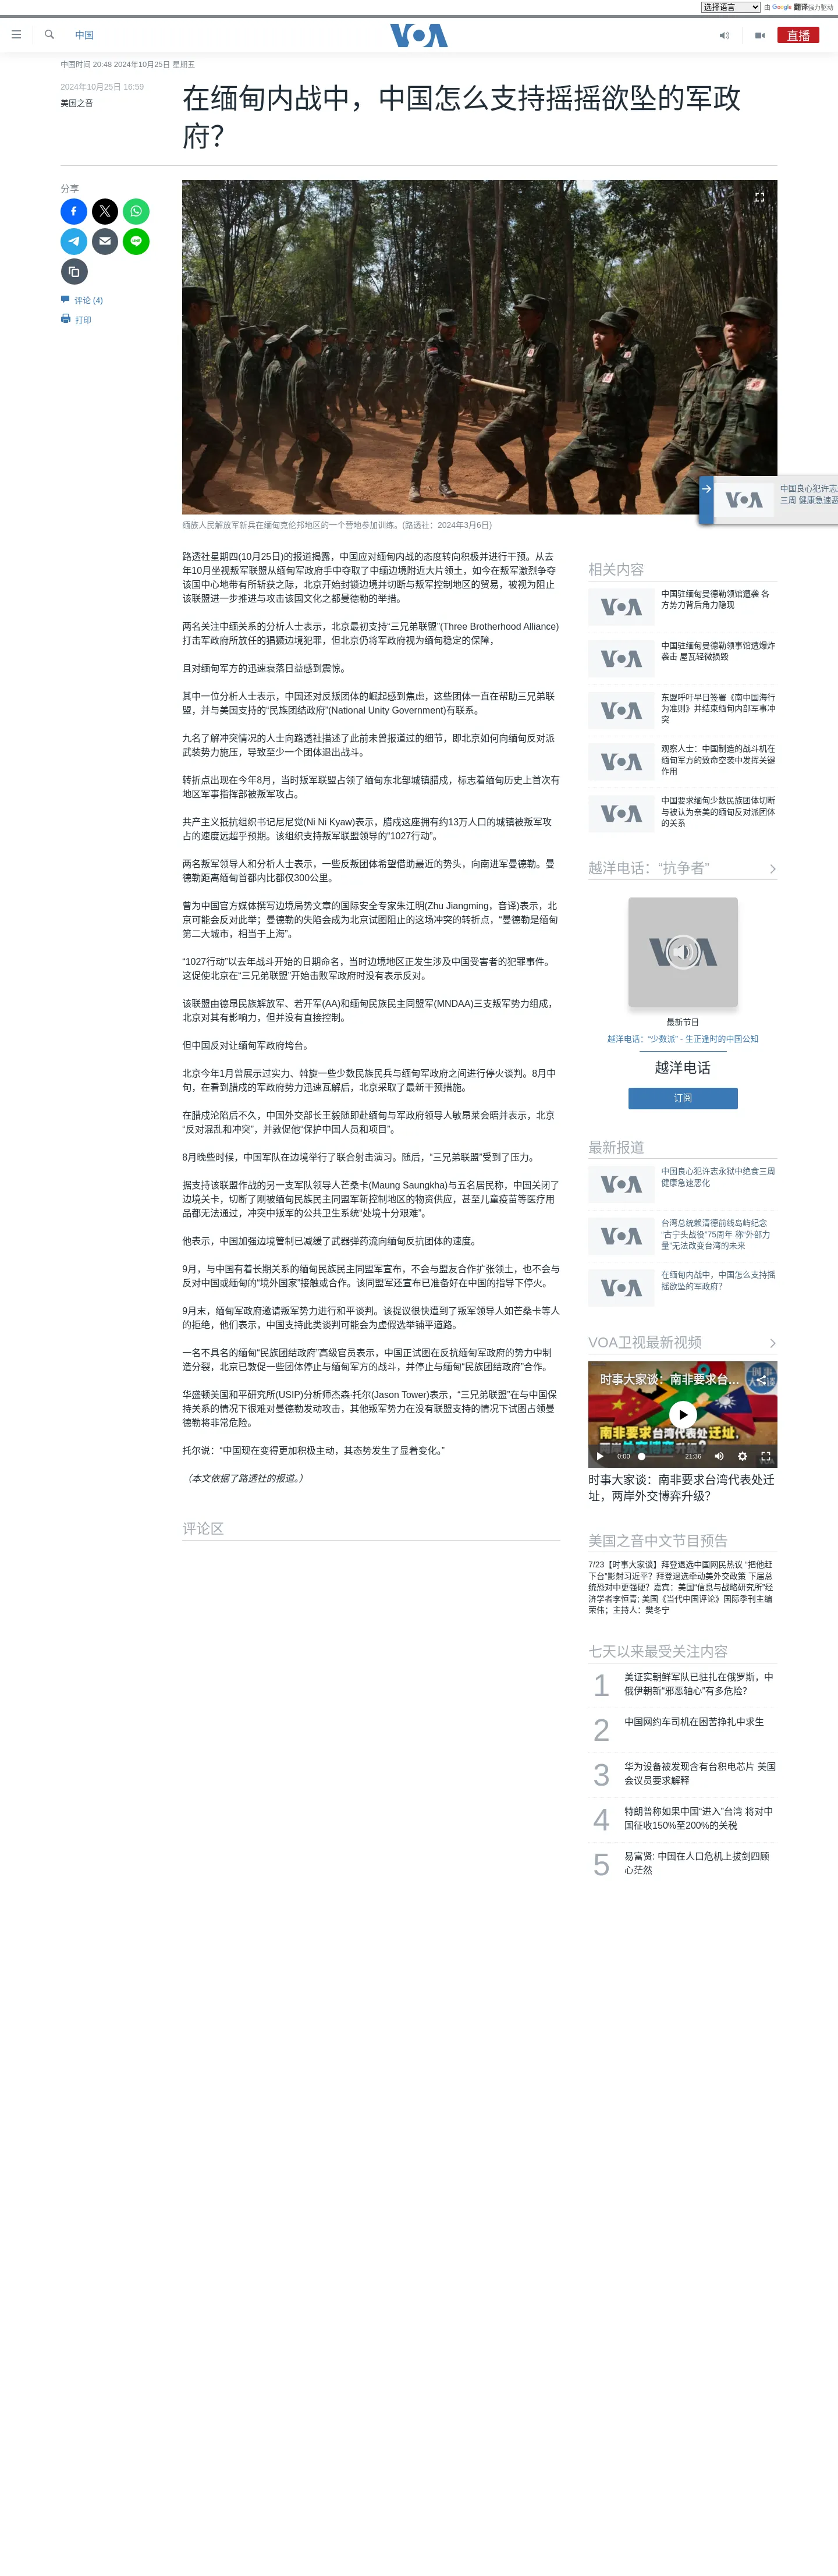 选择语言
由 Google 翻译强力驱动
中国
VOA
直播
中国时间 20:48 2024年10月25日 星期五
2024年10月25日 16:59
美国之音
在缅甸内战中，中国怎么支持摇摇欲坠的军政
府？
分享
评论 (4)
打印
缅族人民解放军新兵在缅甸克伦邦地区的一个营地参加训练。(路透社：2024年3月6日)
VOA
中国良心犯许志
三周 健康急速恶
路透社星期四(10月25日)的报道揭露，中国应对缅甸内战的态度转向积极并进行干预。从去
年10月坐视叛军联盟从缅甸军政府手中夺取了中缅边境附近大片领土，如今在叛军激烈争夺
该国中心地带有所斩获之际，北京开始封锁边境并切断与叛军控制地区的贸易，被视为阻止
该联盟进一步推进与攻击该国文化之都曼德勒的举措。
两名关注中缅关系的分析人士表示，北京最初支持“三兄弟联盟”(Three Brotherhood Alliance)
打击军政府所放任的猖獗边境犯罪，但北京仍将军政府视为缅甸稳定的保障，
且对缅甸军方的迅速衰落日益感到震惊。
其中一位分析人士表示，中国还对反叛团体的崛起感到焦虑，这些团体一直在帮助三兄弟联
盟，并与美国支持的“民族团结政府”(National Unity Government)有联系。
九名了解冲突情况的人士向路透社描述了此前未曾报道过的细节，即北京如何向缅甸反对派
武装势力施压，导致至少一个团体退出战斗。
转折点出现在今年8月，当时叛军联盟占领了缅甸东北部城镇腊戍，标志着缅甸历史上首次有
地区军事指挥部被叛军攻占。
共产主义抵抗组织书记尼尼觉(Ni Ni Kyaw)表示，腊戍这座拥有约13万人口的城镇被叛军攻
占的速度远超乎预期。该组织支持叛军联盟领导的“1027行动”。
两名叛军领导人和分析人士表示，一些反叛团体希望借助最近的势头，向南进军曼德勒。曼
德勒距离缅甸首都内比都仅300公里。
曾为中国官方媒体撰写边境局势文章的国际安全专家朱江明(Zhu Jiangming，音译)表示，北
京可能会反对此举；曼德勒的失陷会成为北京试图阻止的这场冲突的转折点，“曼德勒是缅甸
第二大城市，相当于上海”。
“1027行动”以去年战斗开始的日期命名，当时边境地区正发生涉及中国受害者的犯罪事件。
这促使北京在“三兄弟联盟”开始击败军政府时没有表示反对。
该联盟由德昂民族解放军、若开军(AA)和缅甸民族民主同盟军(MNDAA)三支叛军势力组成，
北京对其有影响力，但并没有直接控制。
但中国反对让缅甸军政府垮台。
北京今年1月曾展示过实力、斡旋一些少数民族民兵与缅甸军政府之间进行停火谈判。8月中
旬，在看到腊戍的军政府势力迅速瓦解后，北京采取了最新干预措施。
在腊戍沦陷后不久，中国外交部长王毅随即赴缅甸与军政府领导人敏昂莱会晤并表示，北京
“反对混乱和冲突”，并敦促他“保护中国人员和项目”。
8月晚些时候，中国军队在边境举行了联合射击演习。随后，“三兄弟联盟”受到了压力。
据支持该联盟作战的另一支军队领导人芒桑卡(Maung Saungkha)与五名居民称，中国关闭了
边境关卡，切断了刚被缅甸民族民主同盟军新控制地区的物资供应，甚至儿童疫苗等医疗用
品都无法通过，冲突中叛军的公共卫生系统“处境十分艰难”。
他表示，中国加强边境管制已减缓了武器弹药流向缅甸反抗团体的速度。
9月，与中国有着长期关系的缅甸民族民主同盟军宣布，不会与盟友合作扩张领土，也不会与
反对中国或缅甸的“境外国家”接触或合作。该同盟军还宣布已准备好在中国的指导下停火。
9月末，缅甸军政府邀请叛军势力进行和平谈判。该提议很快遭到了叛军领导人如芒桑卡等人
的拒绝，他们表示，中国支持此类谈判可能会为虚假选举铺平道路。
一名不具名的缅甸“民族团结政府”高级官员表示，中国正试图在反抗缅甸军政府的势力中制
造分裂，北京已敦促一些团体停止与缅甸军方的战斗，并停止与缅甸“民族团结政府”合作。
华盛顿美国和平研究所(USIP)分析师杰森·托尔(Jason Tower)表示，“三兄弟联盟”在与中国保
持关系的情况下很难对曼德勒发动攻击，其他叛军势力在没有联盟支持的情况下试图占领曼
德勒将非常危险。
托尔说：“中国现在变得更加积极主动，其态势发生了显着变化。”
（本文依据了路透社的报道。）
评论区
相关内容
VOA
中国驻缅甸曼德勒领馆遭袭 各
方势力背后角力隐现
VOA
中国驻缅甸曼德勒领事馆遭爆炸
袭击 屋瓦轻微损毁
VOA
东盟呼吁早日签署《南中国海行
为准则》并结束缅甸内部军事冲
突
VOA
观察人士：中国制造的战斗机在
缅甸军方的致命空袭中发挥关键
作用
VOA
中国要求缅甸少数民族团体切断
与被认为亲美的缅甸反对派团体
的关系
越洋电话：“抗争者”
VOA
最新节目
越洋电话：“少数派” - 生正逢时的中国公知
越洋电话
订阅
最新报道
VOA
中国良心犯许志永狱中绝食三周
健康急速恶化
VOA
台湾总统赖清德前线岛屿纪念
“古宁头战役”75周年 称“外部力
量”无法改变台湾的未来
VOA
在缅甸内战中，中国怎么支持摇
摇欲坠的军政府？
VOA卫视最新视频
时事大家谈：南非要求台...
时事
大家谈
南非要求台湾代表处迁址，
0:00
21:36
时事大家谈：南非要求台湾代表处迁
址，两岸外交博弈升级？
美国之音中文节目预告
7/23【时事大家谈】拜登退选中国网民热议 “把他赶
下台”影射习近平？拜登退选牵动美外交政策 下届总
统恐对中更强硬？嘉宾：美国“信息与战略研究所”经
济学者李恒青; 美国《当代中国评论》国际季刊主编
荣伟；主持人：樊冬宁
七天以来最受关注内容
1
美证实朝鲜军队已驻扎在俄罗斯，中
俄伊朝新“邪恶轴心”有多危险？
2
中国网约车司机在困苦挣扎中求生
3
华为设备被发现含有台积电芯片 美国
会议员要求解释
4
特朗普称如果中国“进入”台湾 将对中
国征收150%至200%的关税
5
易富贤: 中国在人口危机上拔剑四顾
心茫然